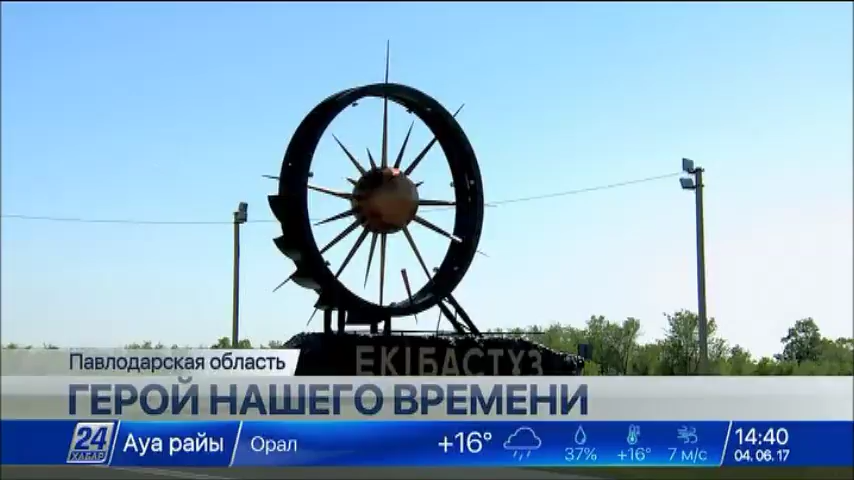 ЕКІБАСТУЗ
Павлодарская область
ГЕРОЙ НАШЕГО ВРЕМЕНИ
24 ХАБАР Ауа райы Орал +16° 37% +16° 7 м/с 14:40 04.06.17